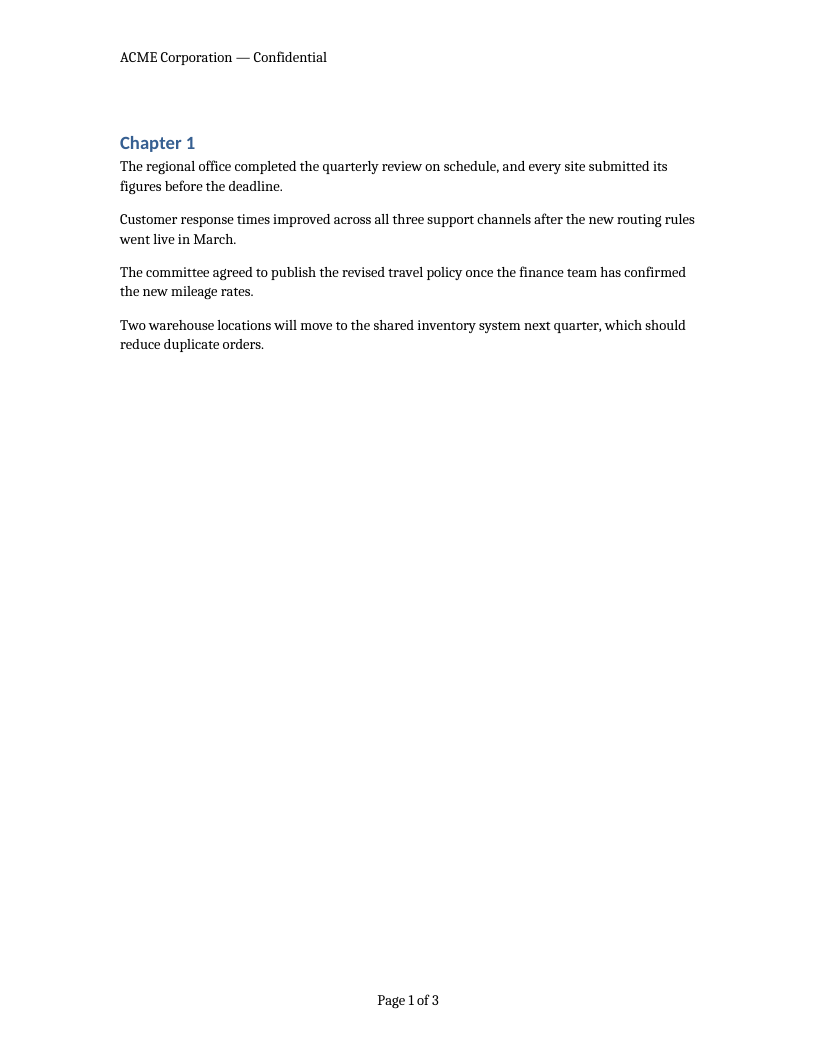 ACME Corporation — Confidential
Chapter 1
The regional office completed the quarterly review on schedule, and every site submitted its
figures before the deadline.
Customer response times improved across all three support channels after the new routing rules
went live in March.
The committee agreed to publish the revised travel policy once the finance team has confirmed
the new mileage rates.
Two warehouse locations will move to the shared inventory system next quarter, which should
reduce duplicate orders.
Page 1 of 3